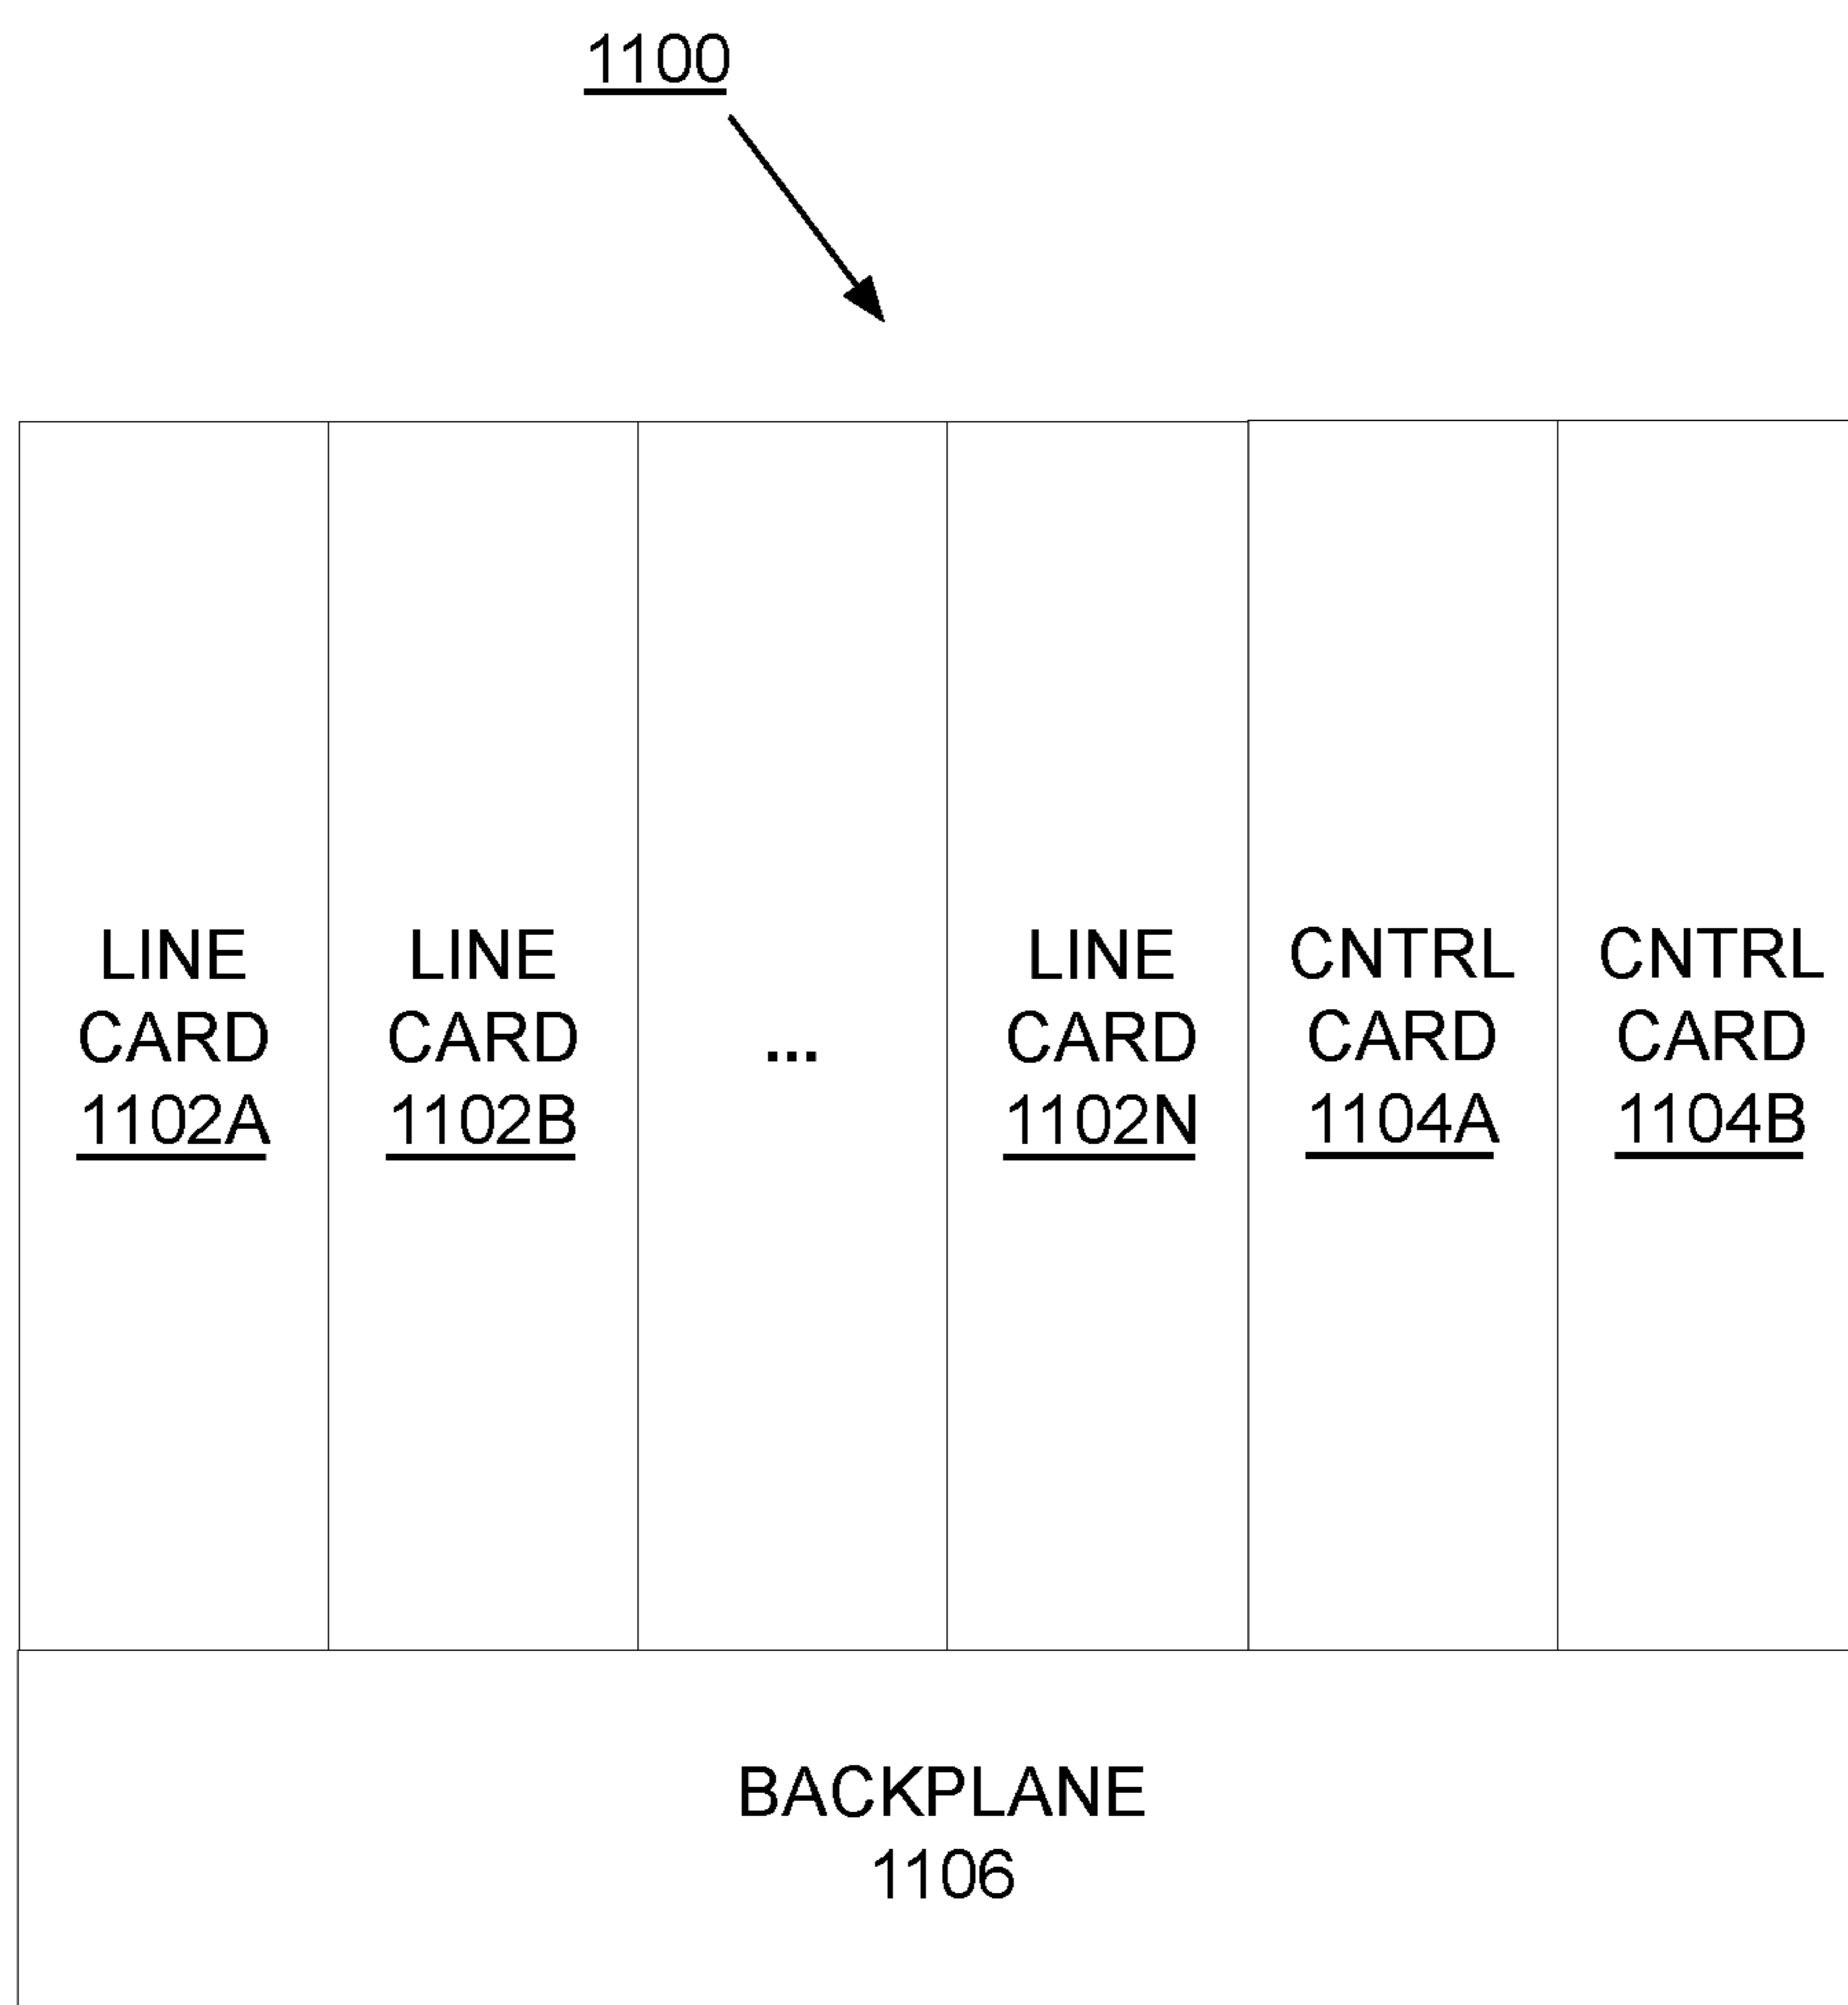 1100
LINE
CARD
1102A
LINE
CARD
1102B
...
LINE
CARD
1102N
CNTRL
CARD
1104A
CNTRL
CARD
1104B
BACKPLANE
1106